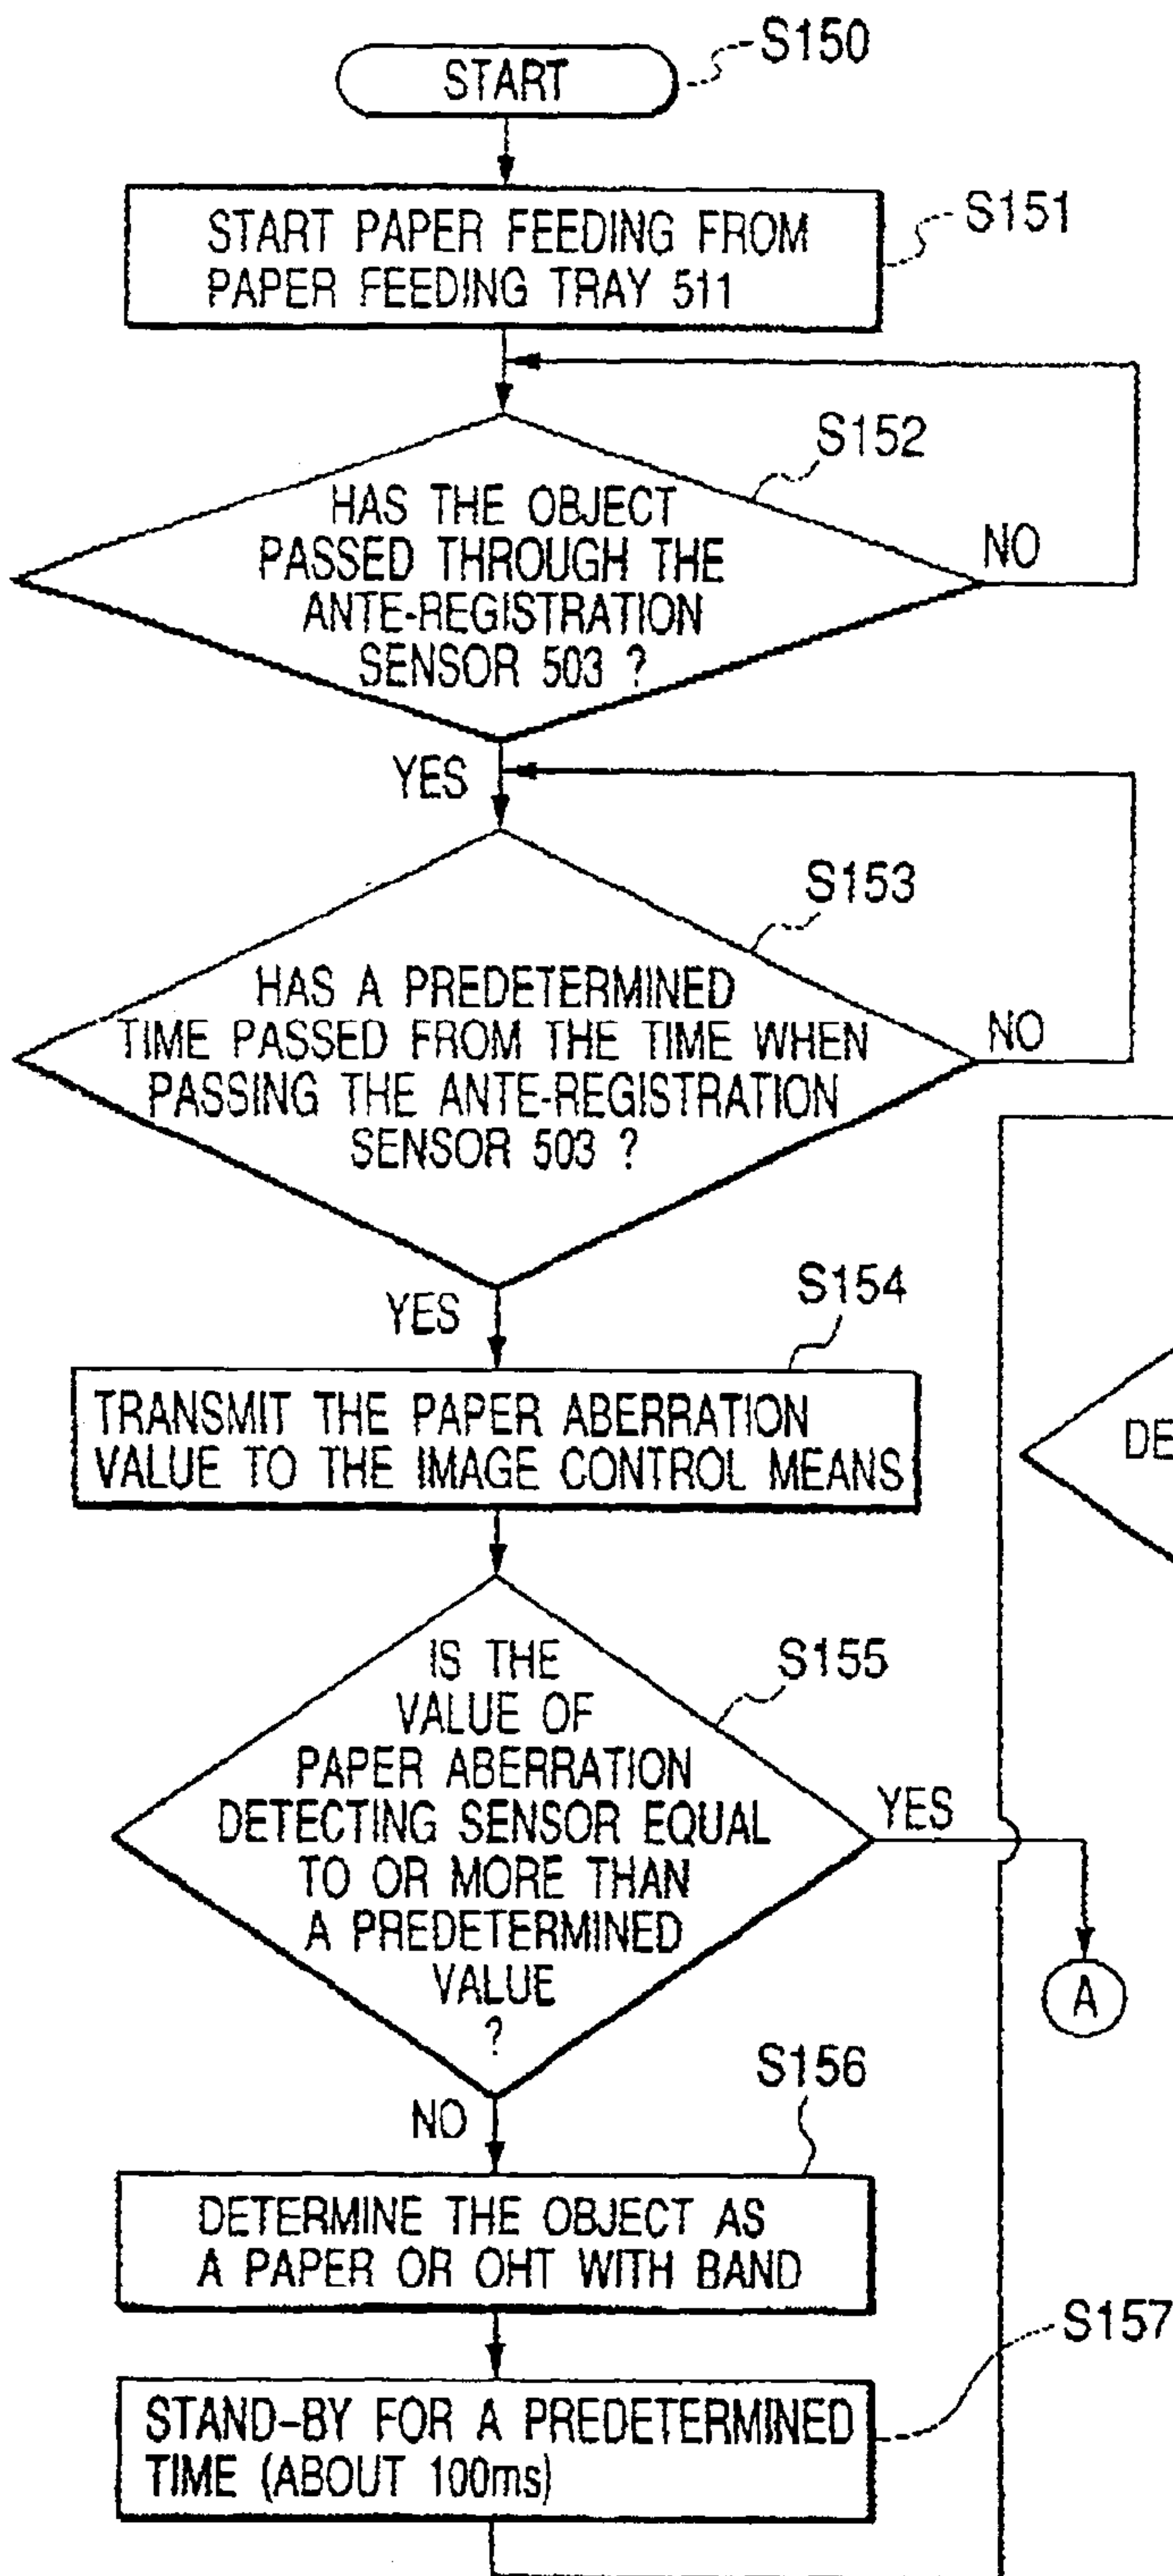 START
S150
START PAPER FEEDING FROM
PAPER FEEDING TRAY 511
S151
S152
HAS THE OBJECT
PASSED THROUGH THE
ANTE-REGISTRATION
SENSOR 503 ?
NO
YES
S153
HAS A PREDETERMINED
TIME PASSED FROM THE TIME WHEN
PASSING THE ANTE-REGISTRATION
SENSOR 503 ?
NO
YES
S154
TRANSMIT THE PAPER ABERRATION
VALUE TO THE IMAGE CONTROL MEANS
DE
S155
IS THE
VALUE OF
PAPER ABERRATION
DETECTING SENSOR EQUAL
TO OR MORE THAN
A PREDETERMINED
VALUE
?
YES
A
NO
S156
DETERMINE THE OBJECT AS
A PAPER OR OHT WITH BAND
S157
STAND-BY FOR A PREDETERMINED
TIME (ABOUT 100ms)